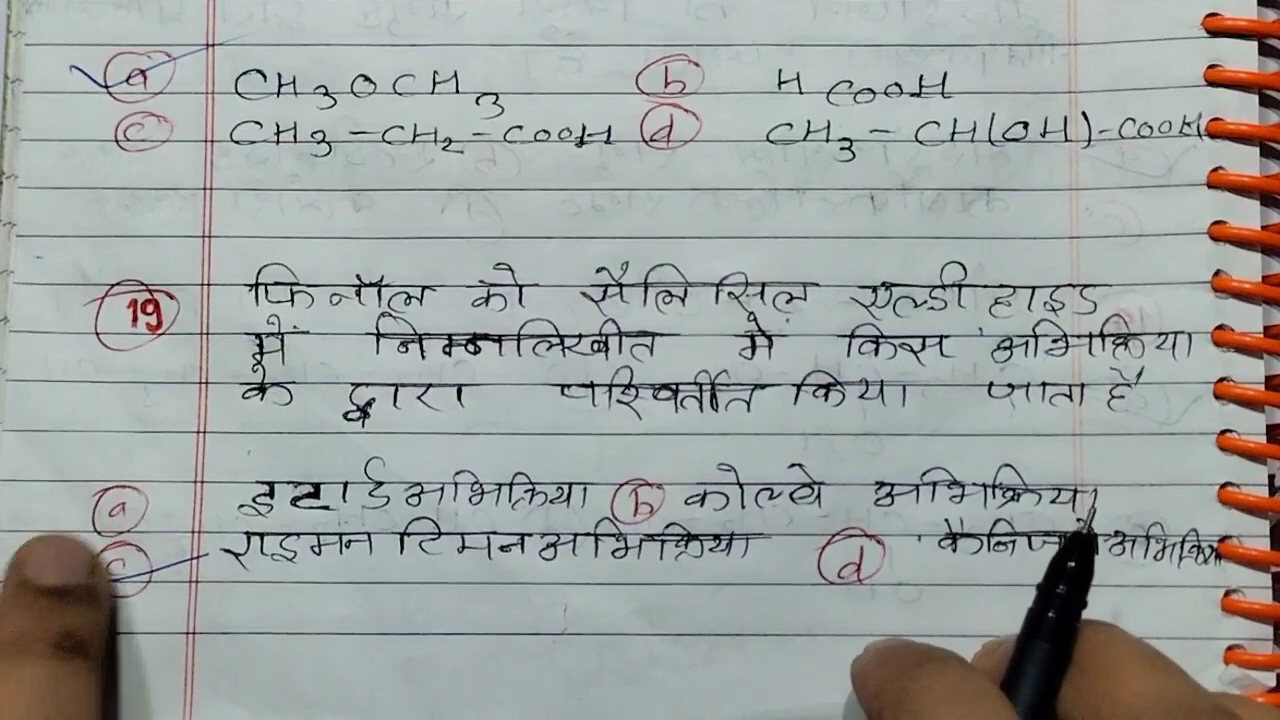 a CH3OCH3 b HCOOH
c CH3-CH2-COOH d CH3-CH(OH)-COOH
19 फिनॉल को सैलिसिल एल्डीहाइड
में निम्नलिखीत मे किस अभिक्रिया
के द्वारा परिवर्तीत किया जाता है
a इटार्ड अभिक्रिया b कोल्वे अभिक्रिया
c राइमन टिमन अभिक्रिया d अभिक्रिया